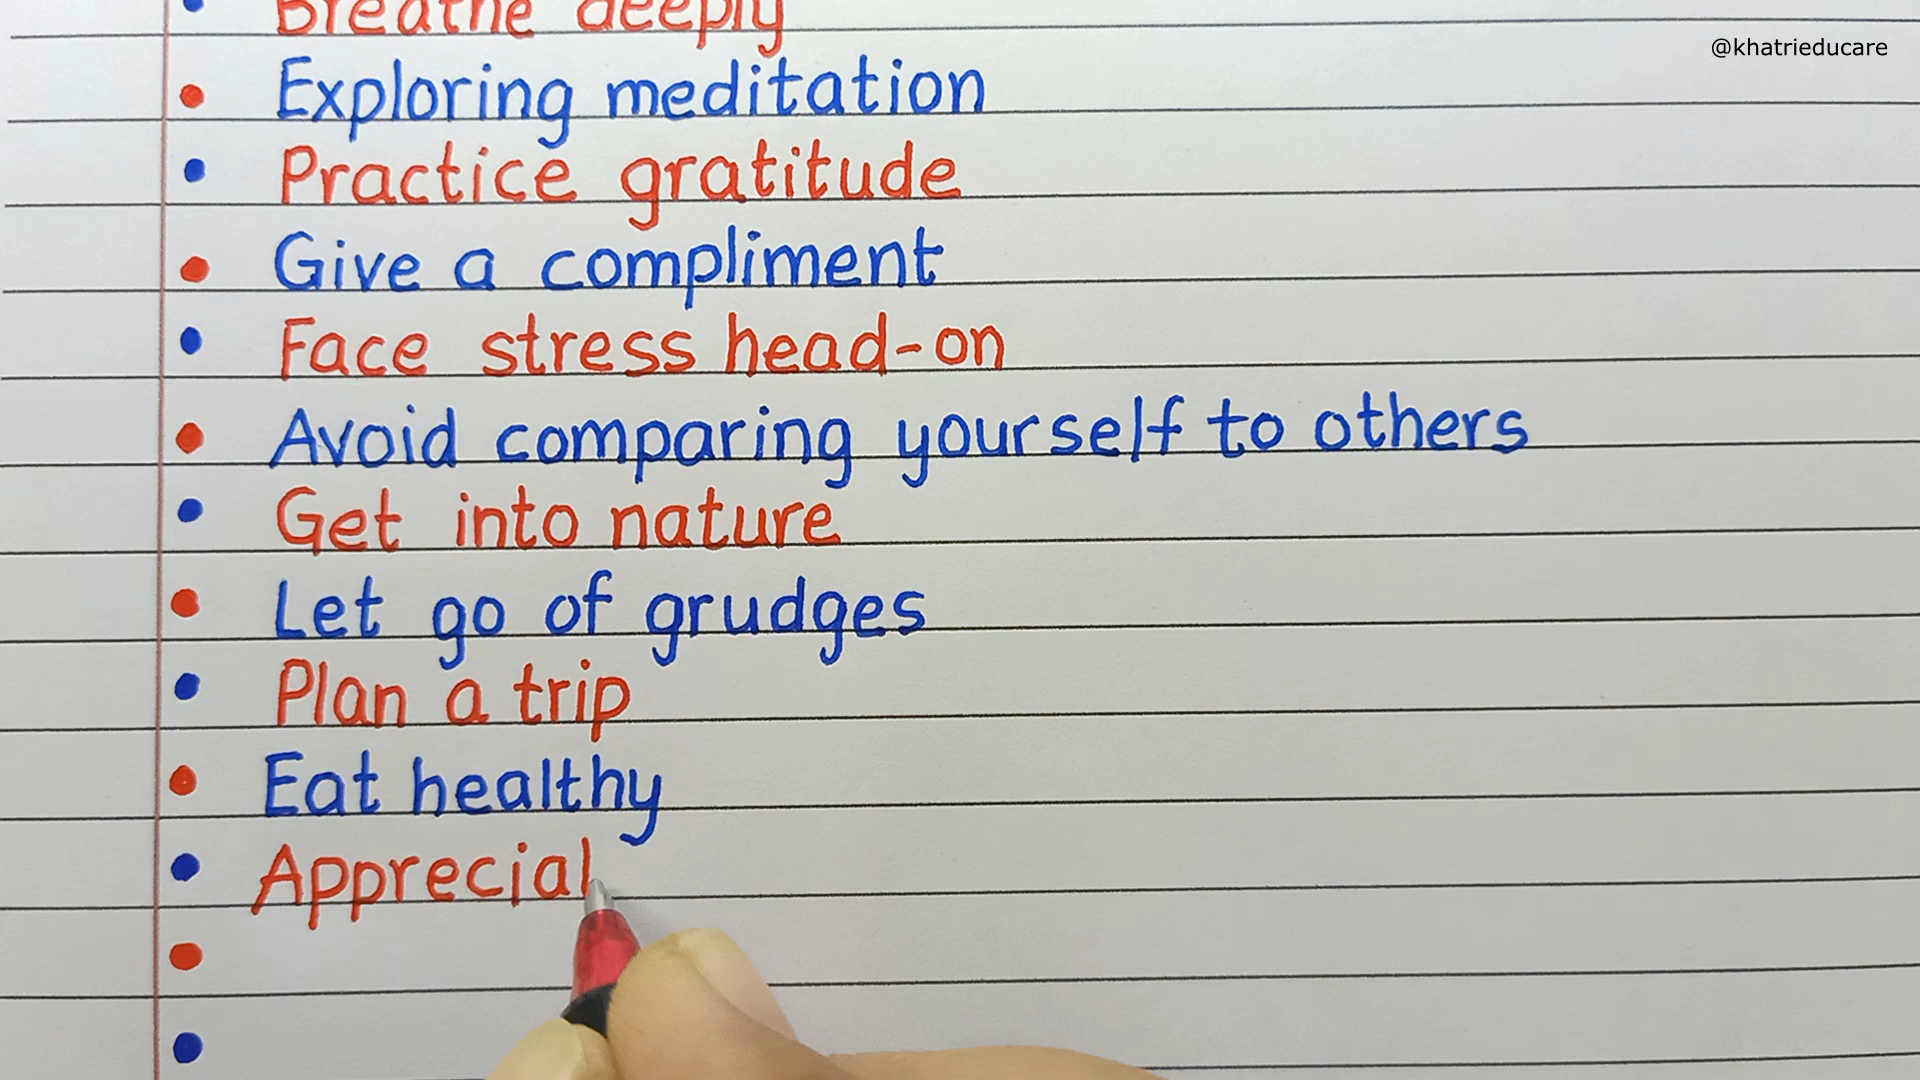 Breathe deeply
@khatrieducare
• Exploring meditation
• Practice gratitude
• Give a compliment
• Face stress head-on
• Avoid comparing yourself to others
• Get into nature
• Let go of grudges
• Plan a trip
• Eat healthy
• Apprecial